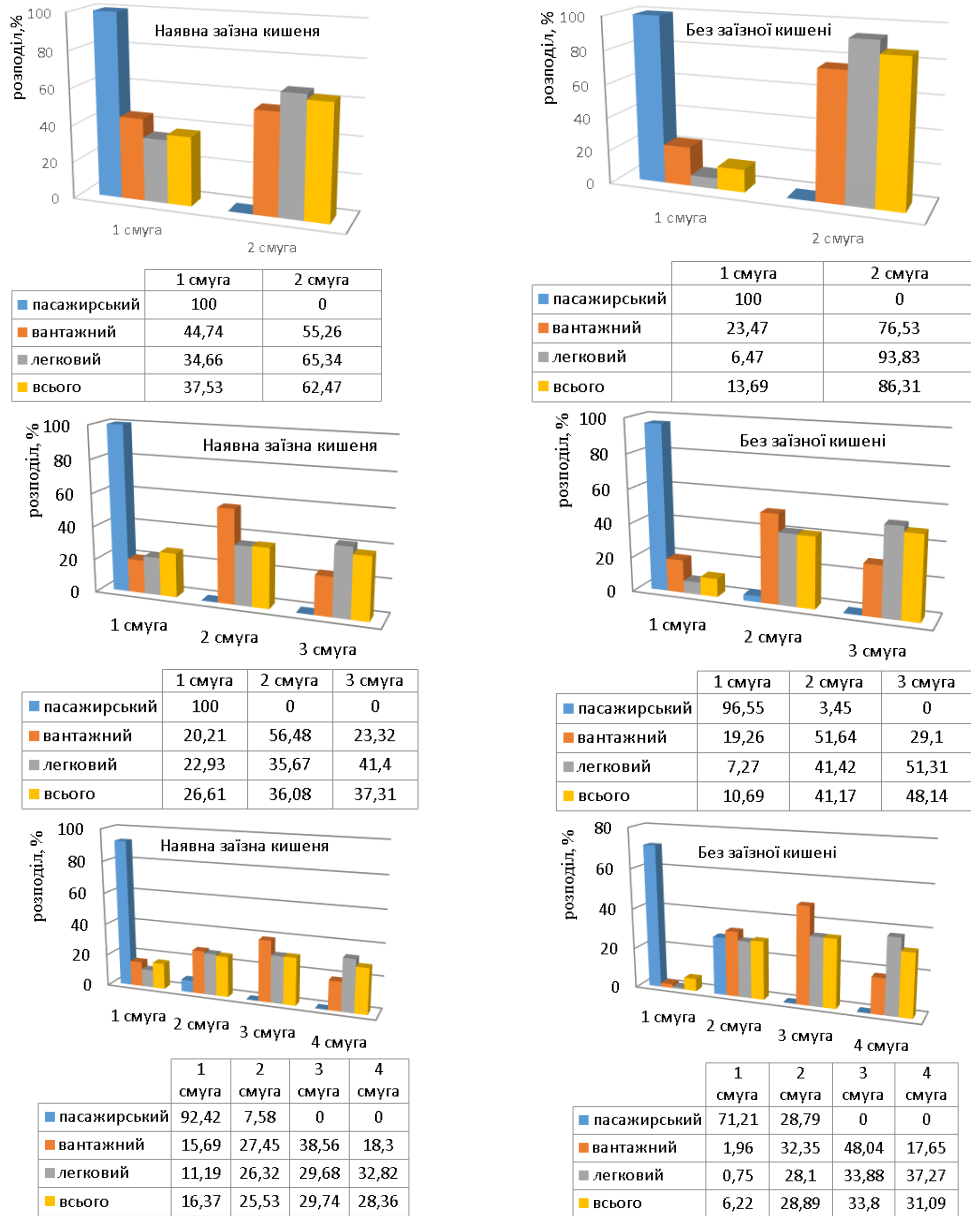 розподіл,%
Наявна заїзна кишеня
100
80
60
40
20
0
1 смуга
2 смуга
1 смуга 2 смуга
пасажирський 100 0
вантажний 44,74 55,26
легковий 34,66 65,34
всього 37,53 62,47
розподіл, %
Без заїзної кишені
100
80
60
40
20
0
1 смуга
2 смуга
1 смуга 2 смуга
пасажирський 100 0
вантажний 23,47 76,53
легковий 6,47 93,83
всього 13,69 86,31
розподіл, %
Наявна заїзна кишеня
100
80
60
40
20
0
1 смуга
2 смуга
3 смуга
1 смуга 2 смуга 3 смуга
пасажирський 100 0 0
вантажний 20,21 56,48 23,32
легковий 22,93 35,67 41,4
всього 26,61 36,08 37,31
розподіл, %
Без заїзної кишені
100
80
60
40
20
0
1 смуга
2 смуга
3 смуга
1 смуга 2 смуга 3 смуга
пасажирський 96,55 3,45 0
вантажний 19,26 51,64 29,1
легковий 7,27 41,42 51,31
всього 10,69 41,17 48,14
розподіл, %
Наявна заїзна кишеня
100
80
60
40
20
0
1 смуга
2 смуга
3 смуга
4 смуга
1 2 3 4
смуга смуга смуга смуга
пасажирський 92,42 7,58 0 0
вантажний 15,69 27,45 38,56 18,3
легковий 11,19 26,32 29,68 32,82
всього 16,37 25,53 29,74 28,36
розподіл, %
Без заїзної кишені
80
60
40
20
0
1 смуга
2 смуга
3 смуга
4 смуга
1 2 3 4
смуга смуга смуга смуга
пасажирський 71,21 28,79 0 0
вантажний 1,96 32,35 48,04 17,65
легковий 0,75 28,1 33,88 37,27
всього 6,22 28,89 33,8 31,09